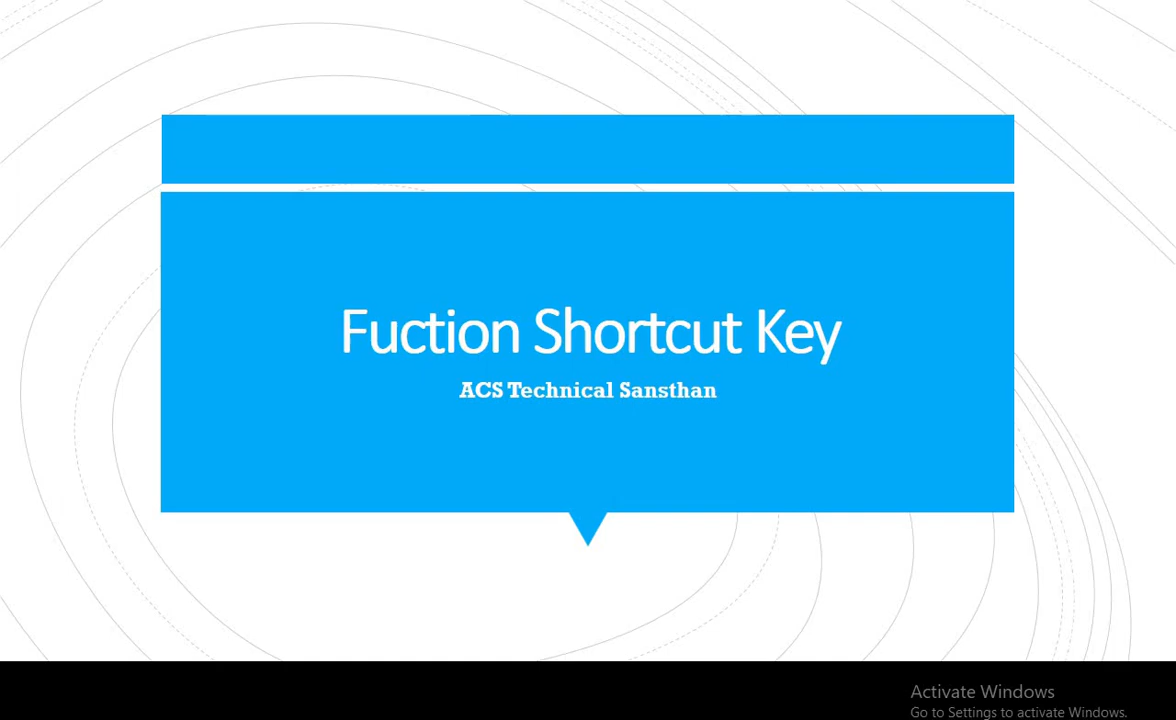 Fuction Shortcut Key
ACS Technical Sansthan
Activate Windows
Go to Settings to activate Windows.